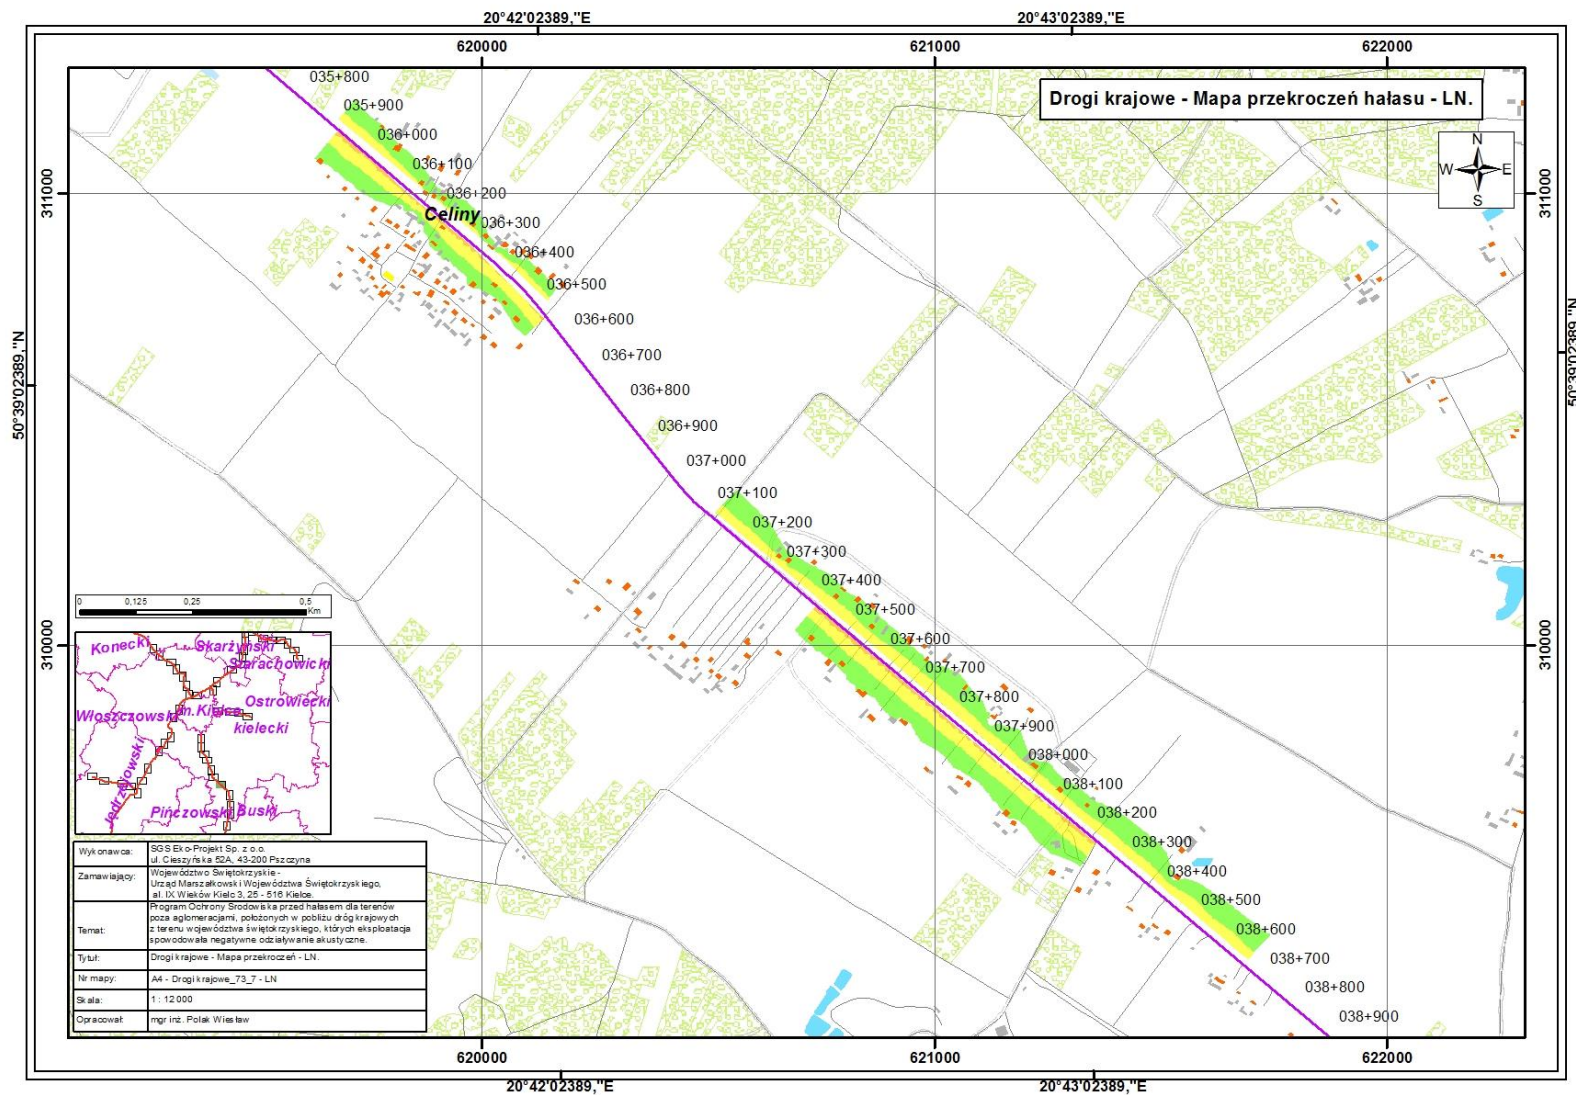 20°42'02389,"E 20°43'02389,"E
620000 621000 622000
Drogi krajowe - Mapa przekroczeń hałasu - LN.
N
W E
S
311000 311000
50°39'02389,"N 50°39'02389,"N
310000 310000
035+800
035+900
036+000
036+100
036+200
Celiny
036+300
036+400
036+500
036+600
036+700
036+800
036+900
037+000
037+100
037+200
037+300
037+400
037+500
037+600
037+700
037+800
037+900
038+000
038+100
038+200
038+300
038+400
038+500
038+600
038+700
038+800
038+900
0 0,125 0,25 0,5
Km
Konecki Skarżyński
Starachowicki
Ostrowiecki
Włoszczowski m.Kielce
kielecki
Jędrzejowski
Pińczowski Buski
Wykonawca: SGS Eko-Projekt Sp. z o.o.
ul. Cieszyńska 52A, 43-200 Pszczyna
Zamawiający: Województwo Świętokrzyskie -
Urząd Marszałkowski Województwa Świętokrzyskiego,
al. IX Wieków Kielc 3, 25 - 516 Kielce.
Temat: Program Ochrony Środowiska przed hałasem dla terenów
poza aglomeracjami, położonych w pobliżu dróg krajowych
z terenu województwa świętokrzyskiego, których eksploatacja
spowodowała negatywne odziaływanie akustyczne.
Tytuł: Drogi krajowe - Mapa przekroczeń - LN.
Nr mapy: A4 - Drogi krajowe_73_7 - LN
Skala: 1 : 12 000
Opracował: mgr inż. Polak Wiesław
620000 621000 622000
20°42'02389,"E 20°43'02389,"E